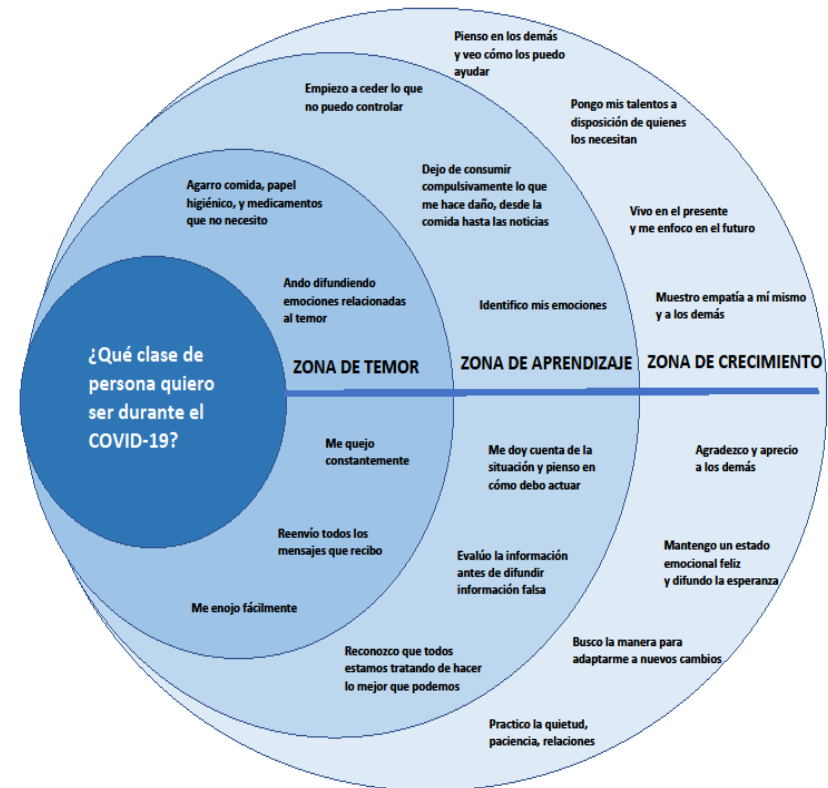 Pienso en los demás
y veo cómo los puedo
ayudar
Empiezo a ceder lo que
no puedo controlar
Pongo mis talentos a
disposición de quienes
los necesitan
Dejo de consumir
compulsivamente lo que
me hace daño, desde la
comida hasta las noticias
Agarro comida, papel
higiénico, y medicamentos
que no necesito
Vivo en el presente
y me enfoco en el futuro
Ando difundiendo
emociones relacionadas
al temor
Identifico mis emociones
Muestro empatía a mí mismo
y a los demás
¿Qué clase de
persona quiero
ser durante el
COVID-19?
ZONA DE TEMOR
ZONA DE APRENDIZAJE
ZONA DE CRECIMIENTO
Me quejo
constantemente
Me doy cuenta de la
situación y pienso en
cómo debo actuar
Agradezco y aprecio
a los demás
Reenvío todos los
mensajes que recibo
Evalúo la información
antes de difundir
información falsa
Mantengo un estado
emocional feliz
y difundo la esperanza
Me enojo fácilmente
Reconozco que todos
estamos tratando de hacer
lo mejor que podemos
Busco la manera para
adaptarme a nuevos cambios
Practico la quietud,
paciencia, relaciones